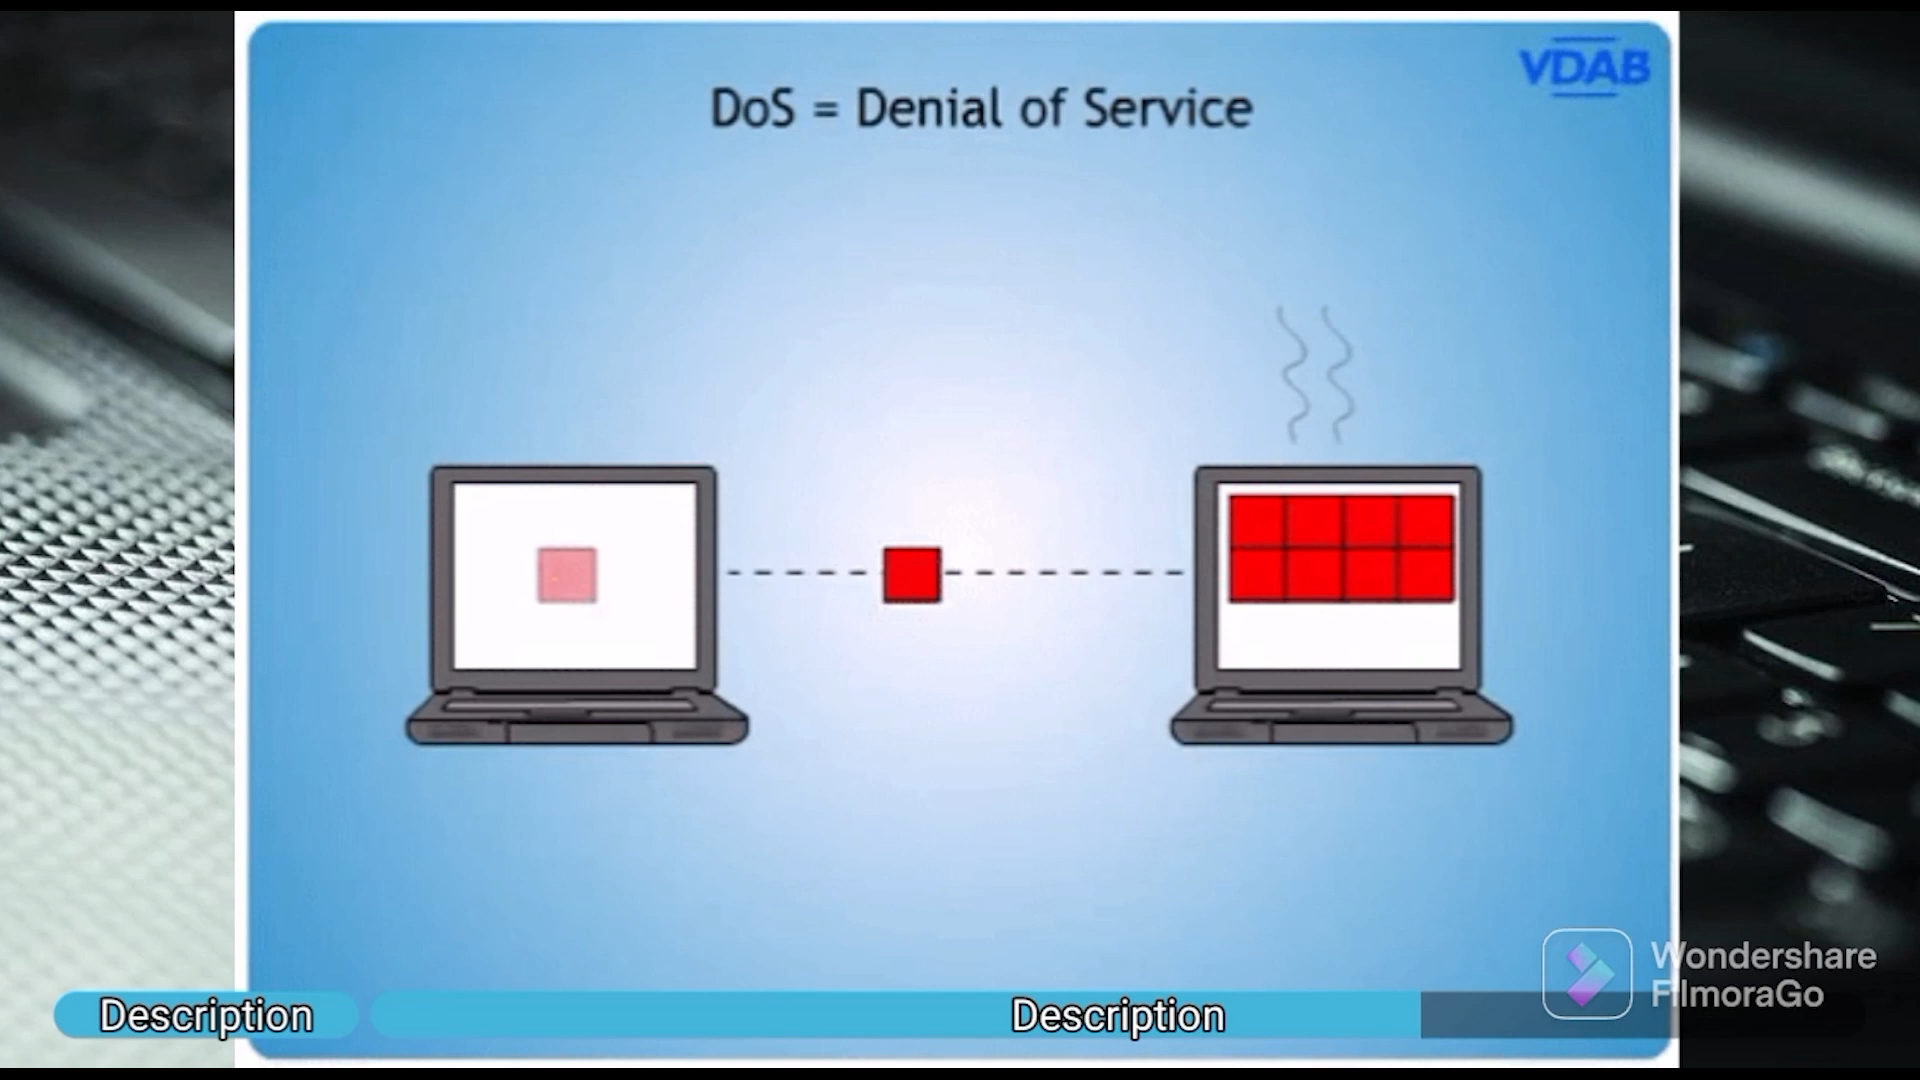 VDAB
DoS = Denial of Service
Wondershare
FilmoraGo
Description
Description